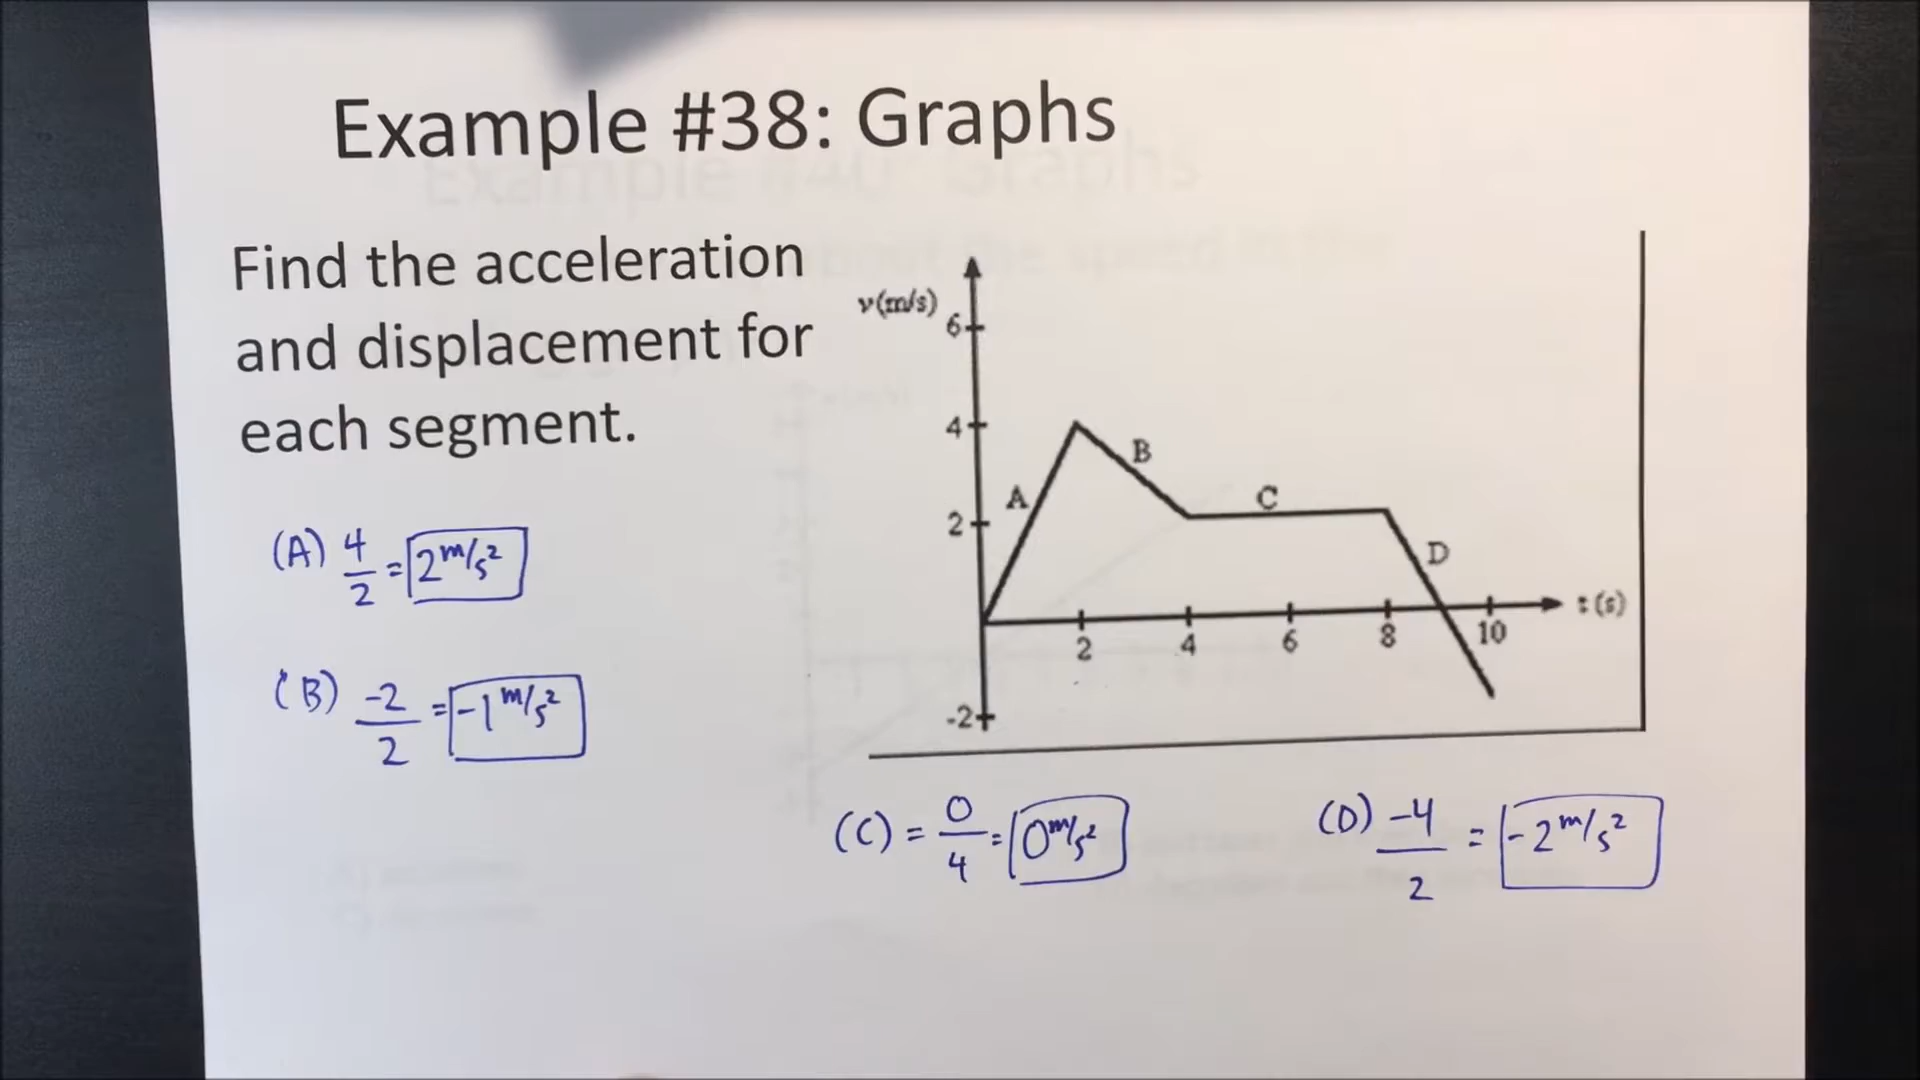 Example #38: Graphs
Find the acceleration
and displacement for
each segment.
v(m/s)
6
4
2
-2
A
B
C
D
2
4
6
8
10
t(s)
(A) 4/2 = 2 m/s²
(B) -2/2 = -1 m/s²
(C) = 0/4 = 0 m/s²
(D) -4/2 = -2 m/s²